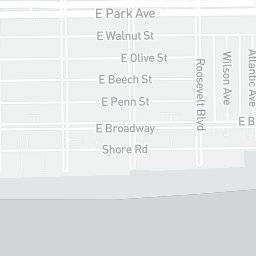 E Park Ave
E Walnut St
E Olive St
E Beech St
E Penn St
E Broadway
Shore Rd
Roosevelt Blvd
Wilson Ave
Atlantic Ave
E B